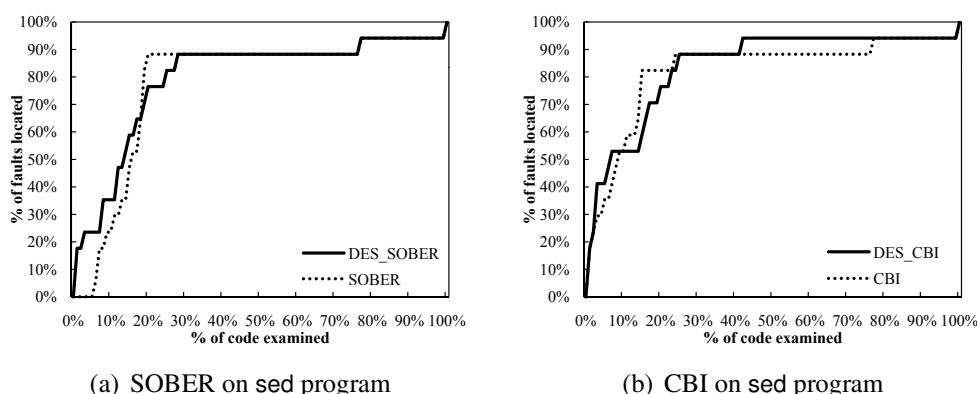 100%
90%
80%
70%
60%
50%
40%
30%
20%
10%
0%
% of faults located
DES_SOBER
SOBER
0% 10% 20% 30% 40% 50% 60% 70% 80% 90% 100%
% of code examined
(a) SOBER on sed program
100%
90%
80%
70%
60%
50%
40%
30%
20%
10%
0%
% of faults located
DES_CBI
CBI
0% 10% 20% 30% 40% 50% 60% 70% 80% 90% 100%
% of code examined
(b) CBI on sed program